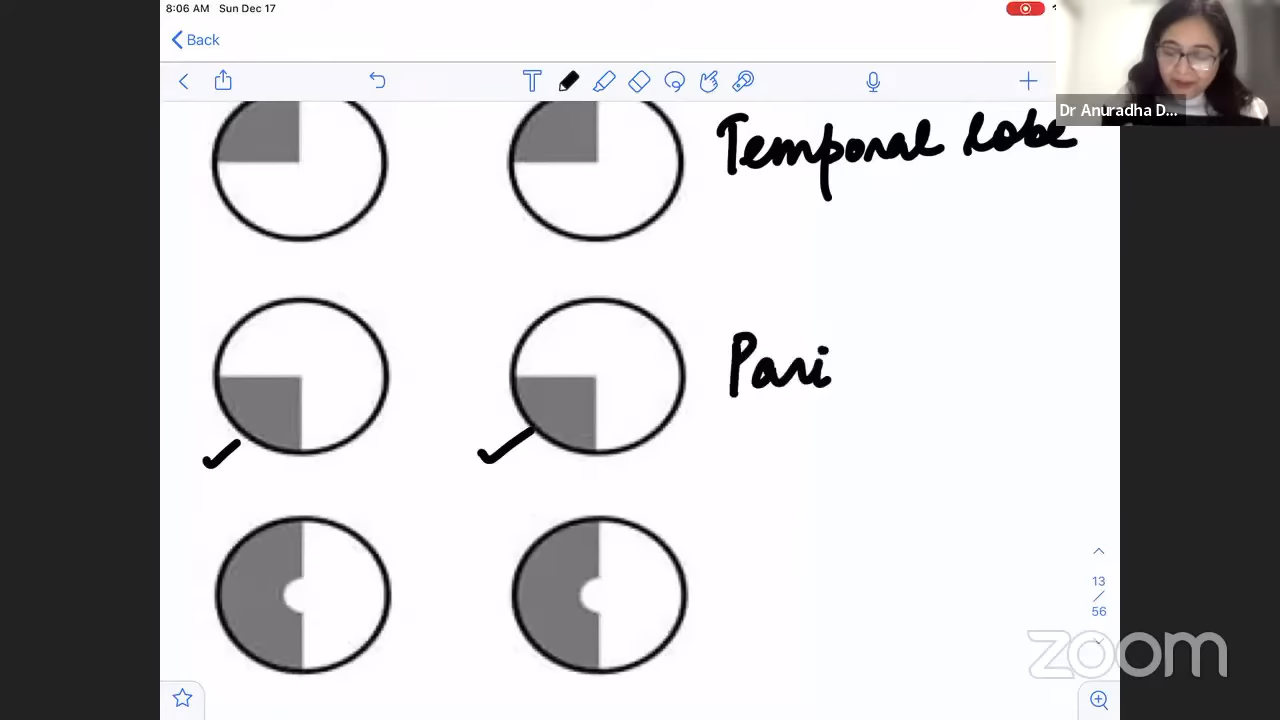 8:06 AM Sun Dec 17
Back
Dr Anuradha D...
Temporal Lobe
Pari
13
/
56
zoom